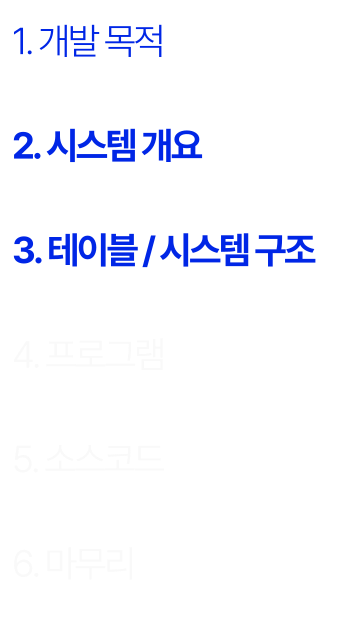 1. 개발 목적
2. 시스템 개요
3. 테이블 / 시스템 구조
4. 프로그램
5. 소스코드
6. 마무리